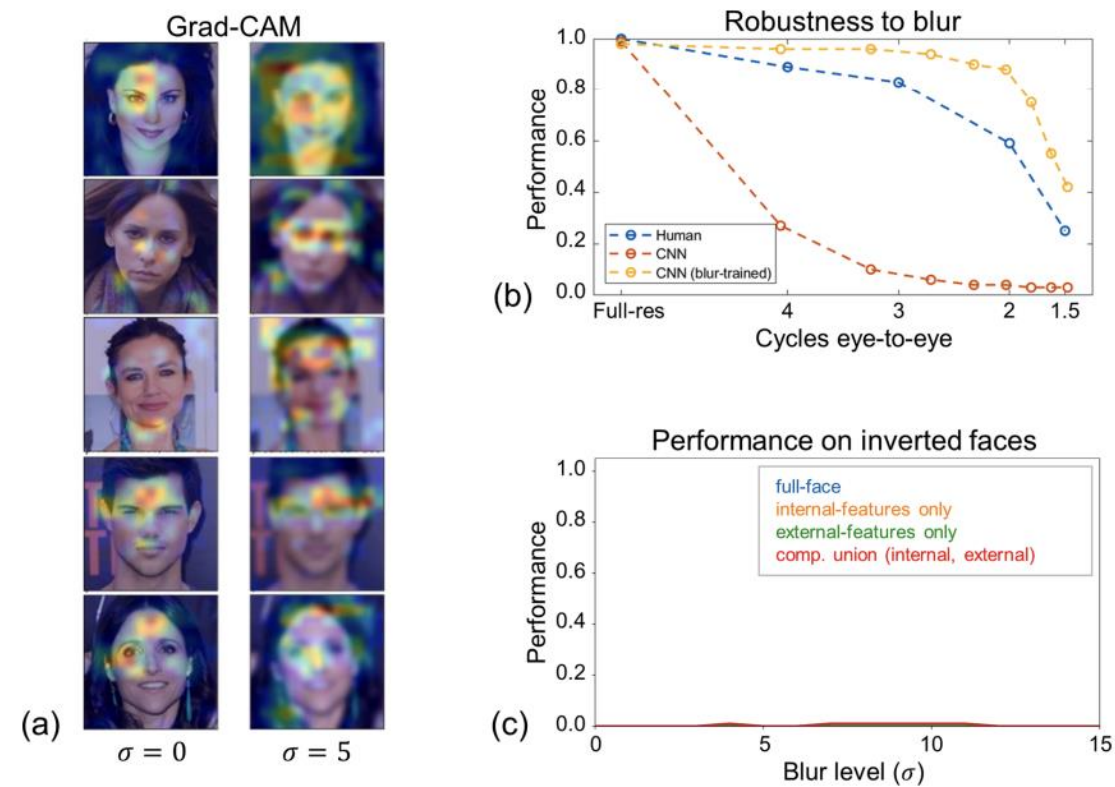 Grad-CAM
σ = 0
σ = 5
(a)
Robustness to blur
Performance
1.0
0.8
0.6
0.4
0.2
0.0
Human
CNN
CNN (blur-trained)
Full-res
4
3
2
1.5
Cycles eye-to-eye
(b)
Performance on inverted faces
Performance
1.0
0.8
0.6
0.4
0.2
0.0
full-face
internal-features only
external-features only
comp. union (internal, external)
0
5
10
15
Blur level (σ)
(c)